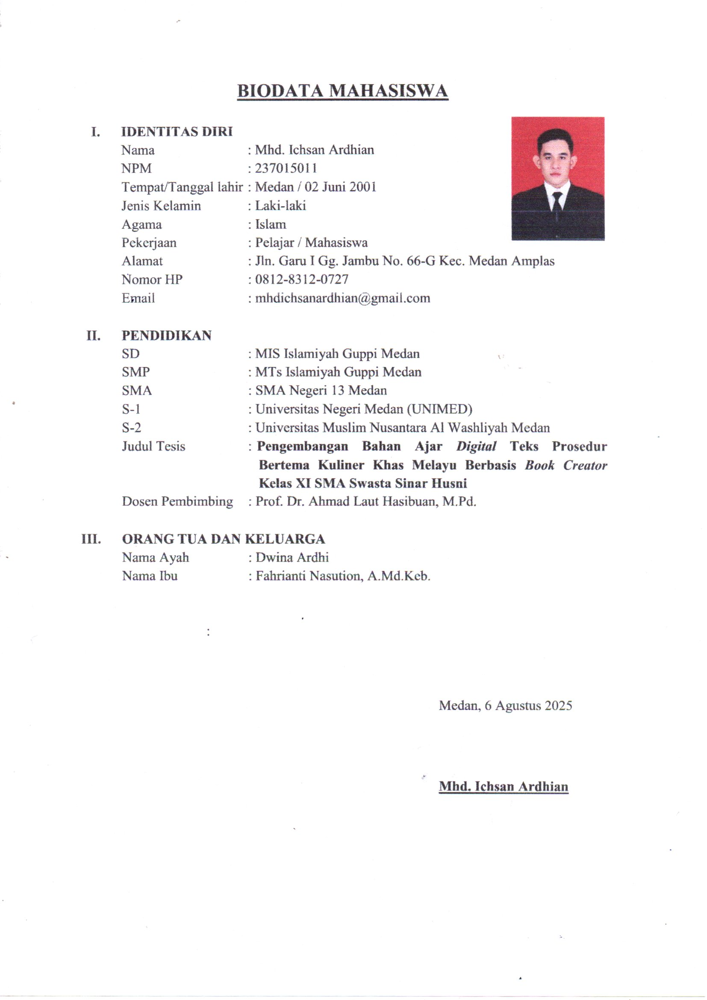 BIODATA MAHASISWA
I. IDENTITAS DIRI
Nama : Mhd. Ichsan Ardhian
NPM : 237015011
Tempat/Tanggal lahir : Medan / 02 Juni 2001
Jenis Kelamin : Laki-laki
Agama : Islam
Pekerjaan : Pelajar / Mahasiswa
Alamat : Jln. Garu I Gg. Jambu No. 66-G Kec. Medan Amplas
Nomor HP : 0812-8312-0727
Email : mhdichsanardhian@gmail.com
II. PENDIDIKAN
SD : MIS Islamiyah Guppi Medan
SMP : MTs Islamiyah Guppi Medan
SMA : SMA Negeri 13 Medan
S-1 : Universitas Negeri Medan (UNIMED)
S-2 : Universitas Muslim Nusantara Al Washliyah Medan
Judul Tesis : Pengembangan Bahan Ajar Digital Teks Prosedur
Bertema Kuliner Khas Melayu Berbasis Book Creator
Kelas XI SMA Swasta Sinar Husni
Dosen Pembimbing : Prof. Dr. Ahmad Laut Hasibuan, M.Pd.
III. ORANG TUA DAN KELUARGA
Nama Ayah : Dwina Ardhi
Nama Ibu : Fahrianti Nasution, A.Md.Keb.
:
Medan, 6 Agustus 2025
Mhd. Ichsan Ardhian